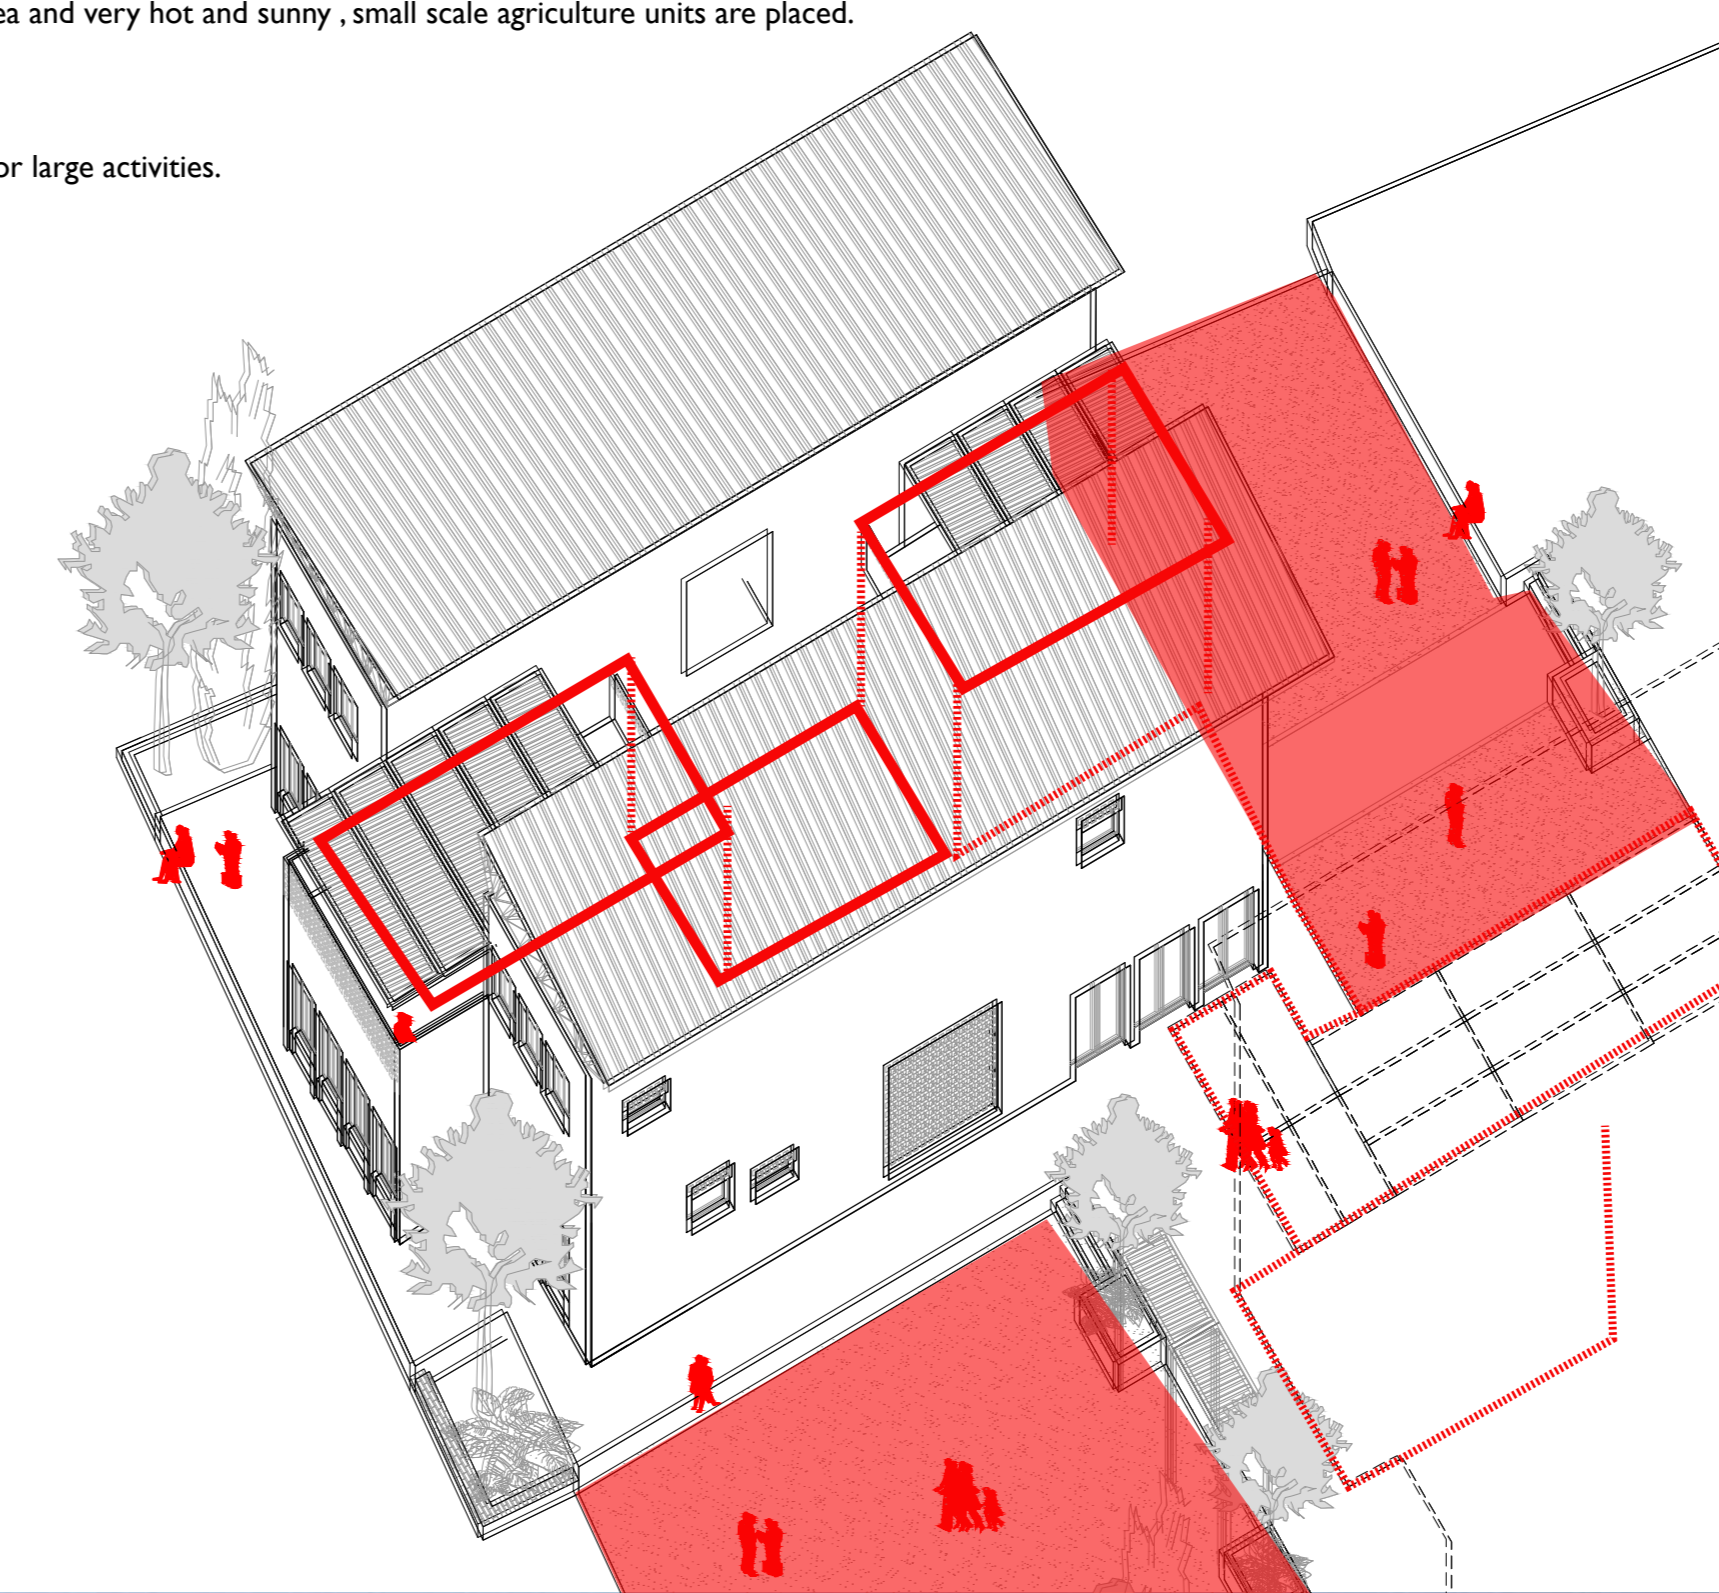 ea and very hot and sunny , small scale agriculture units are placed.
or large activities.